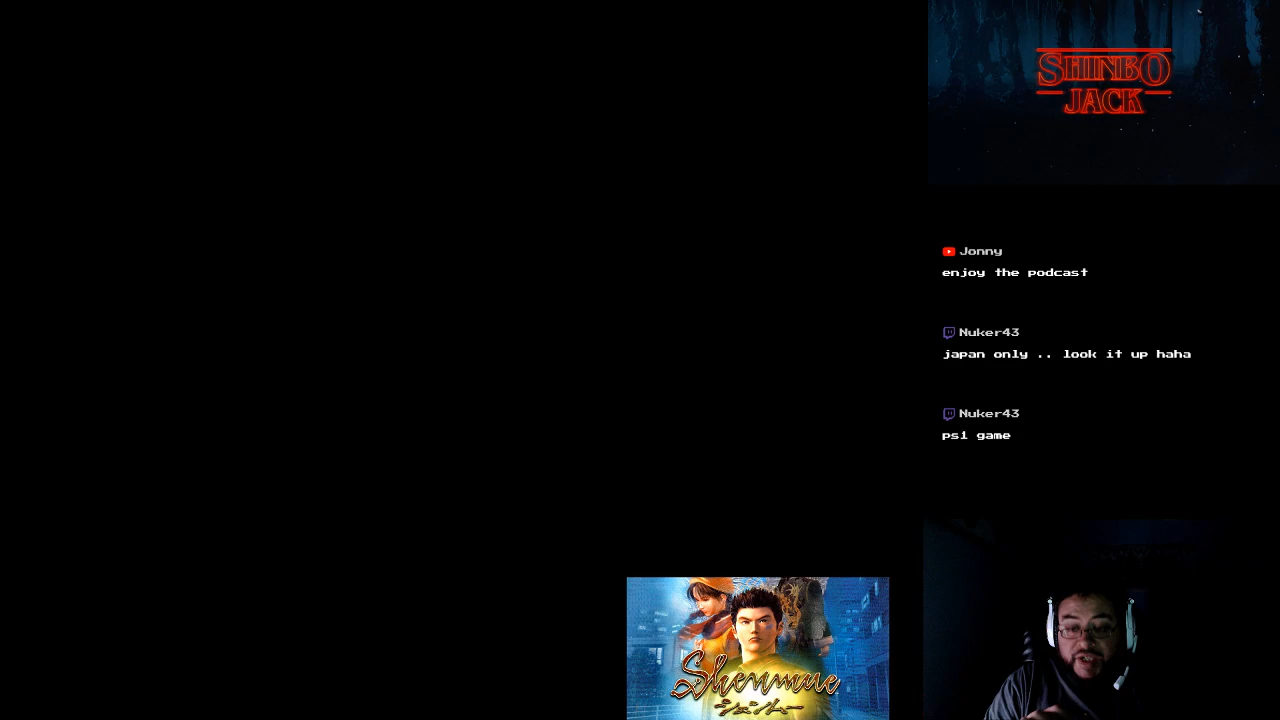 SHINBO
JACK
Jonny
enjoy the podcast
Nuker43
japan only .. look it up haha
Nuker43
ps1 game
Shenmue
シェンムー